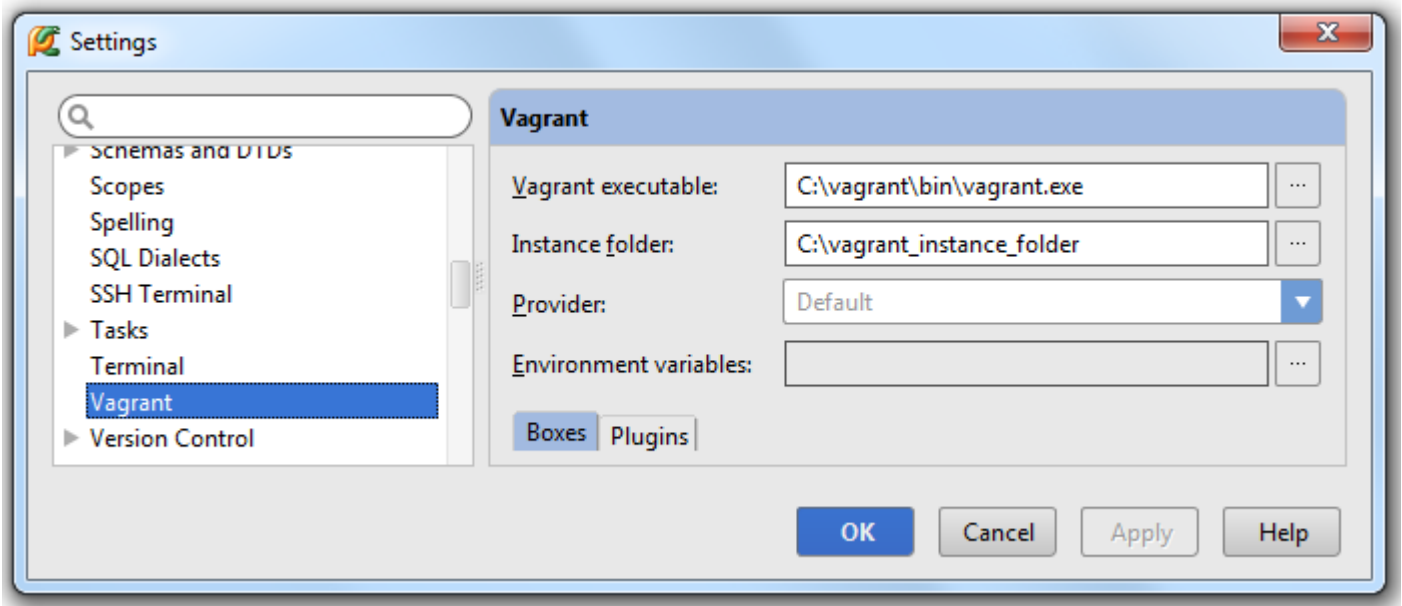 Settings
Schemas and DTDs
Scopes
Spelling
SQL Dialects
SSH Terminal
Tasks
Terminal
Vagrant
Version Control
Vagrant
Vagrant executable: C:\vagrant\bin\vagrant.exe ...
Instance folder: C:\vagrant_instance_folder ...
Provider: Default
Environment variables: ...
Boxes Plugins
OK Cancel Apply Help